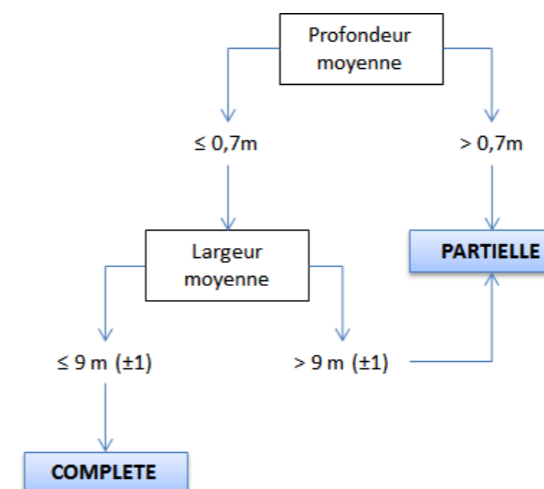 Profondeur
moyenne
≤ 0,7m
> 0,7m
Largeur
moyenne
PARTIELLE
≤ 9 m (±1)
> 9 m (±1)
COMPLETE